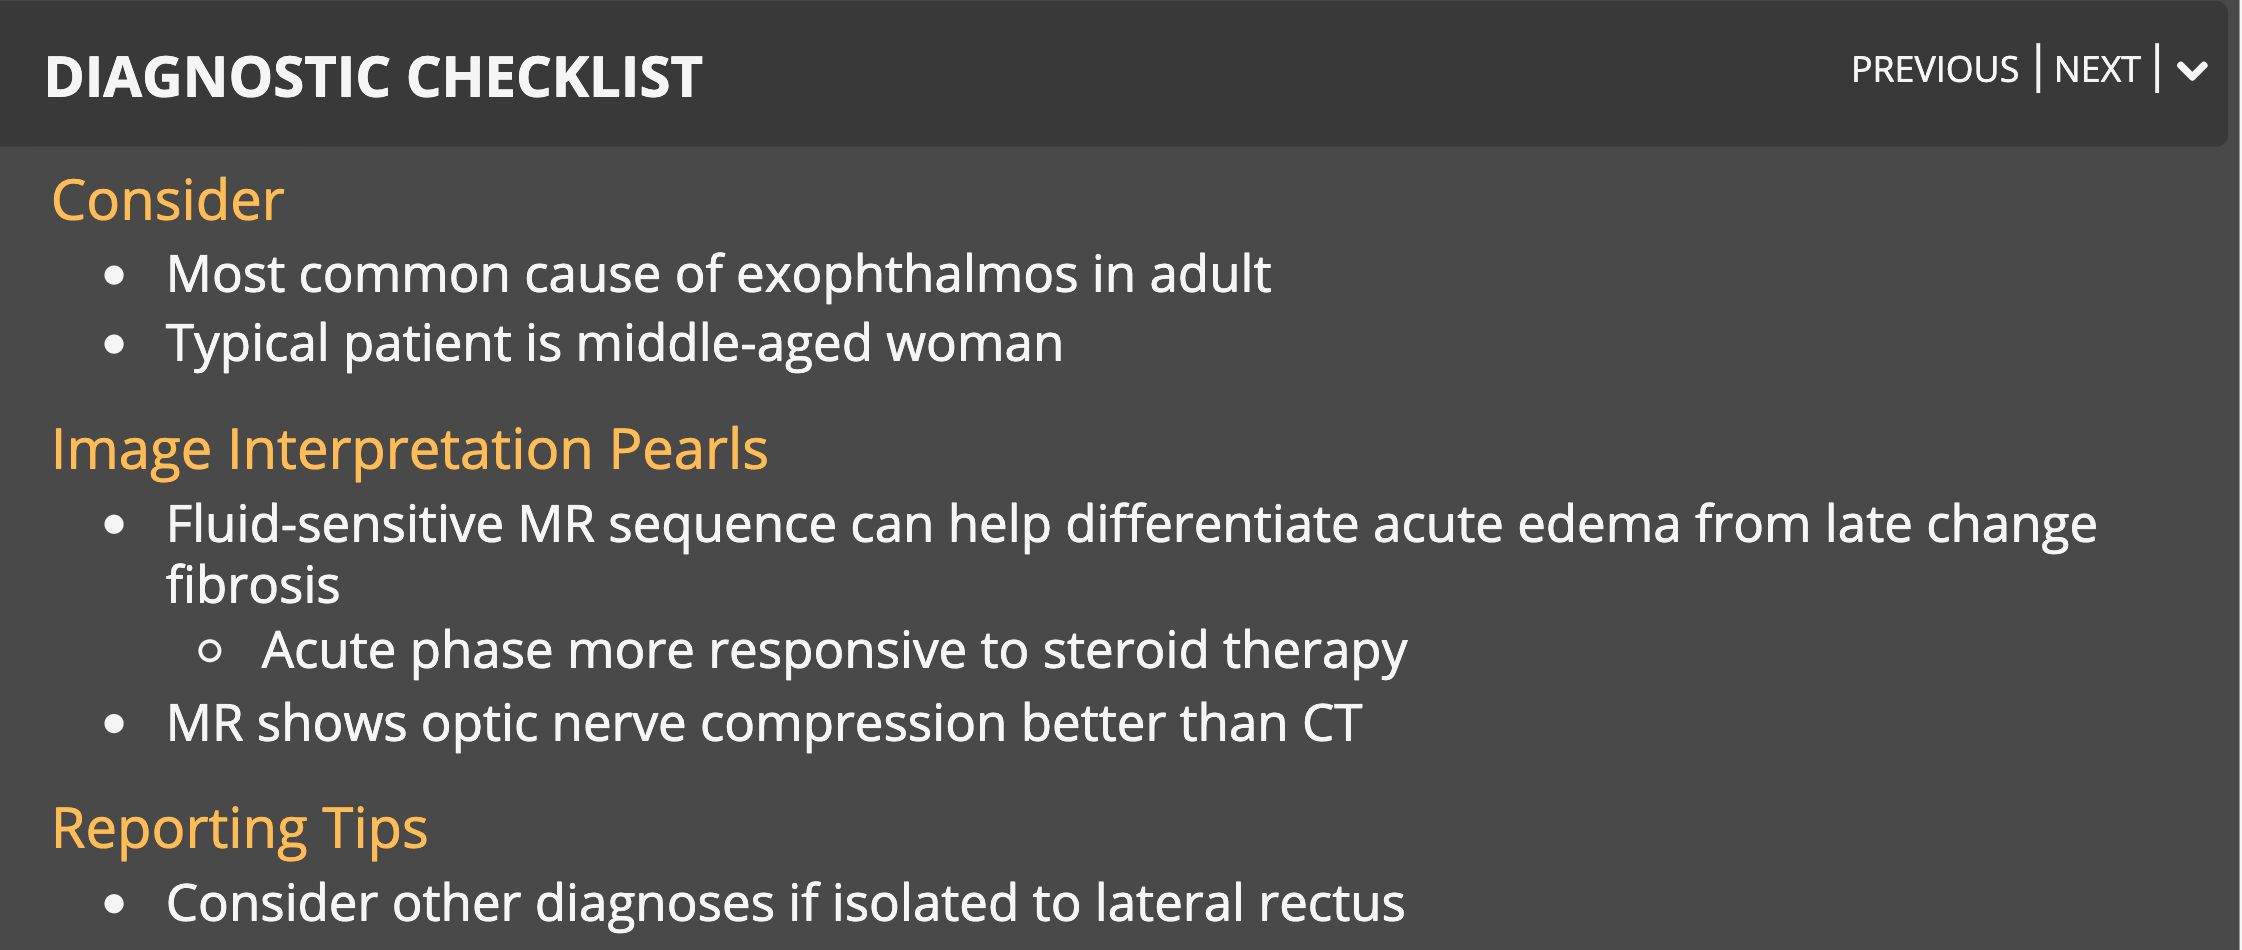 DIAGNOSTIC CHECKLIST
PREVIOUS | NEXT |
Consider
• Most common cause of exophthalmos in adult
• Typical patient is middle-aged woman
Image Interpretation Pearls
• Fluid-sensitive MR sequence can help differentiate acute edema from late change
fibrosis
○ Acute phase more responsive to steroid therapy
• MR shows optic nerve compression better than CT
Reporting Tips
• Consider other diagnoses if isolated to lateral rectus